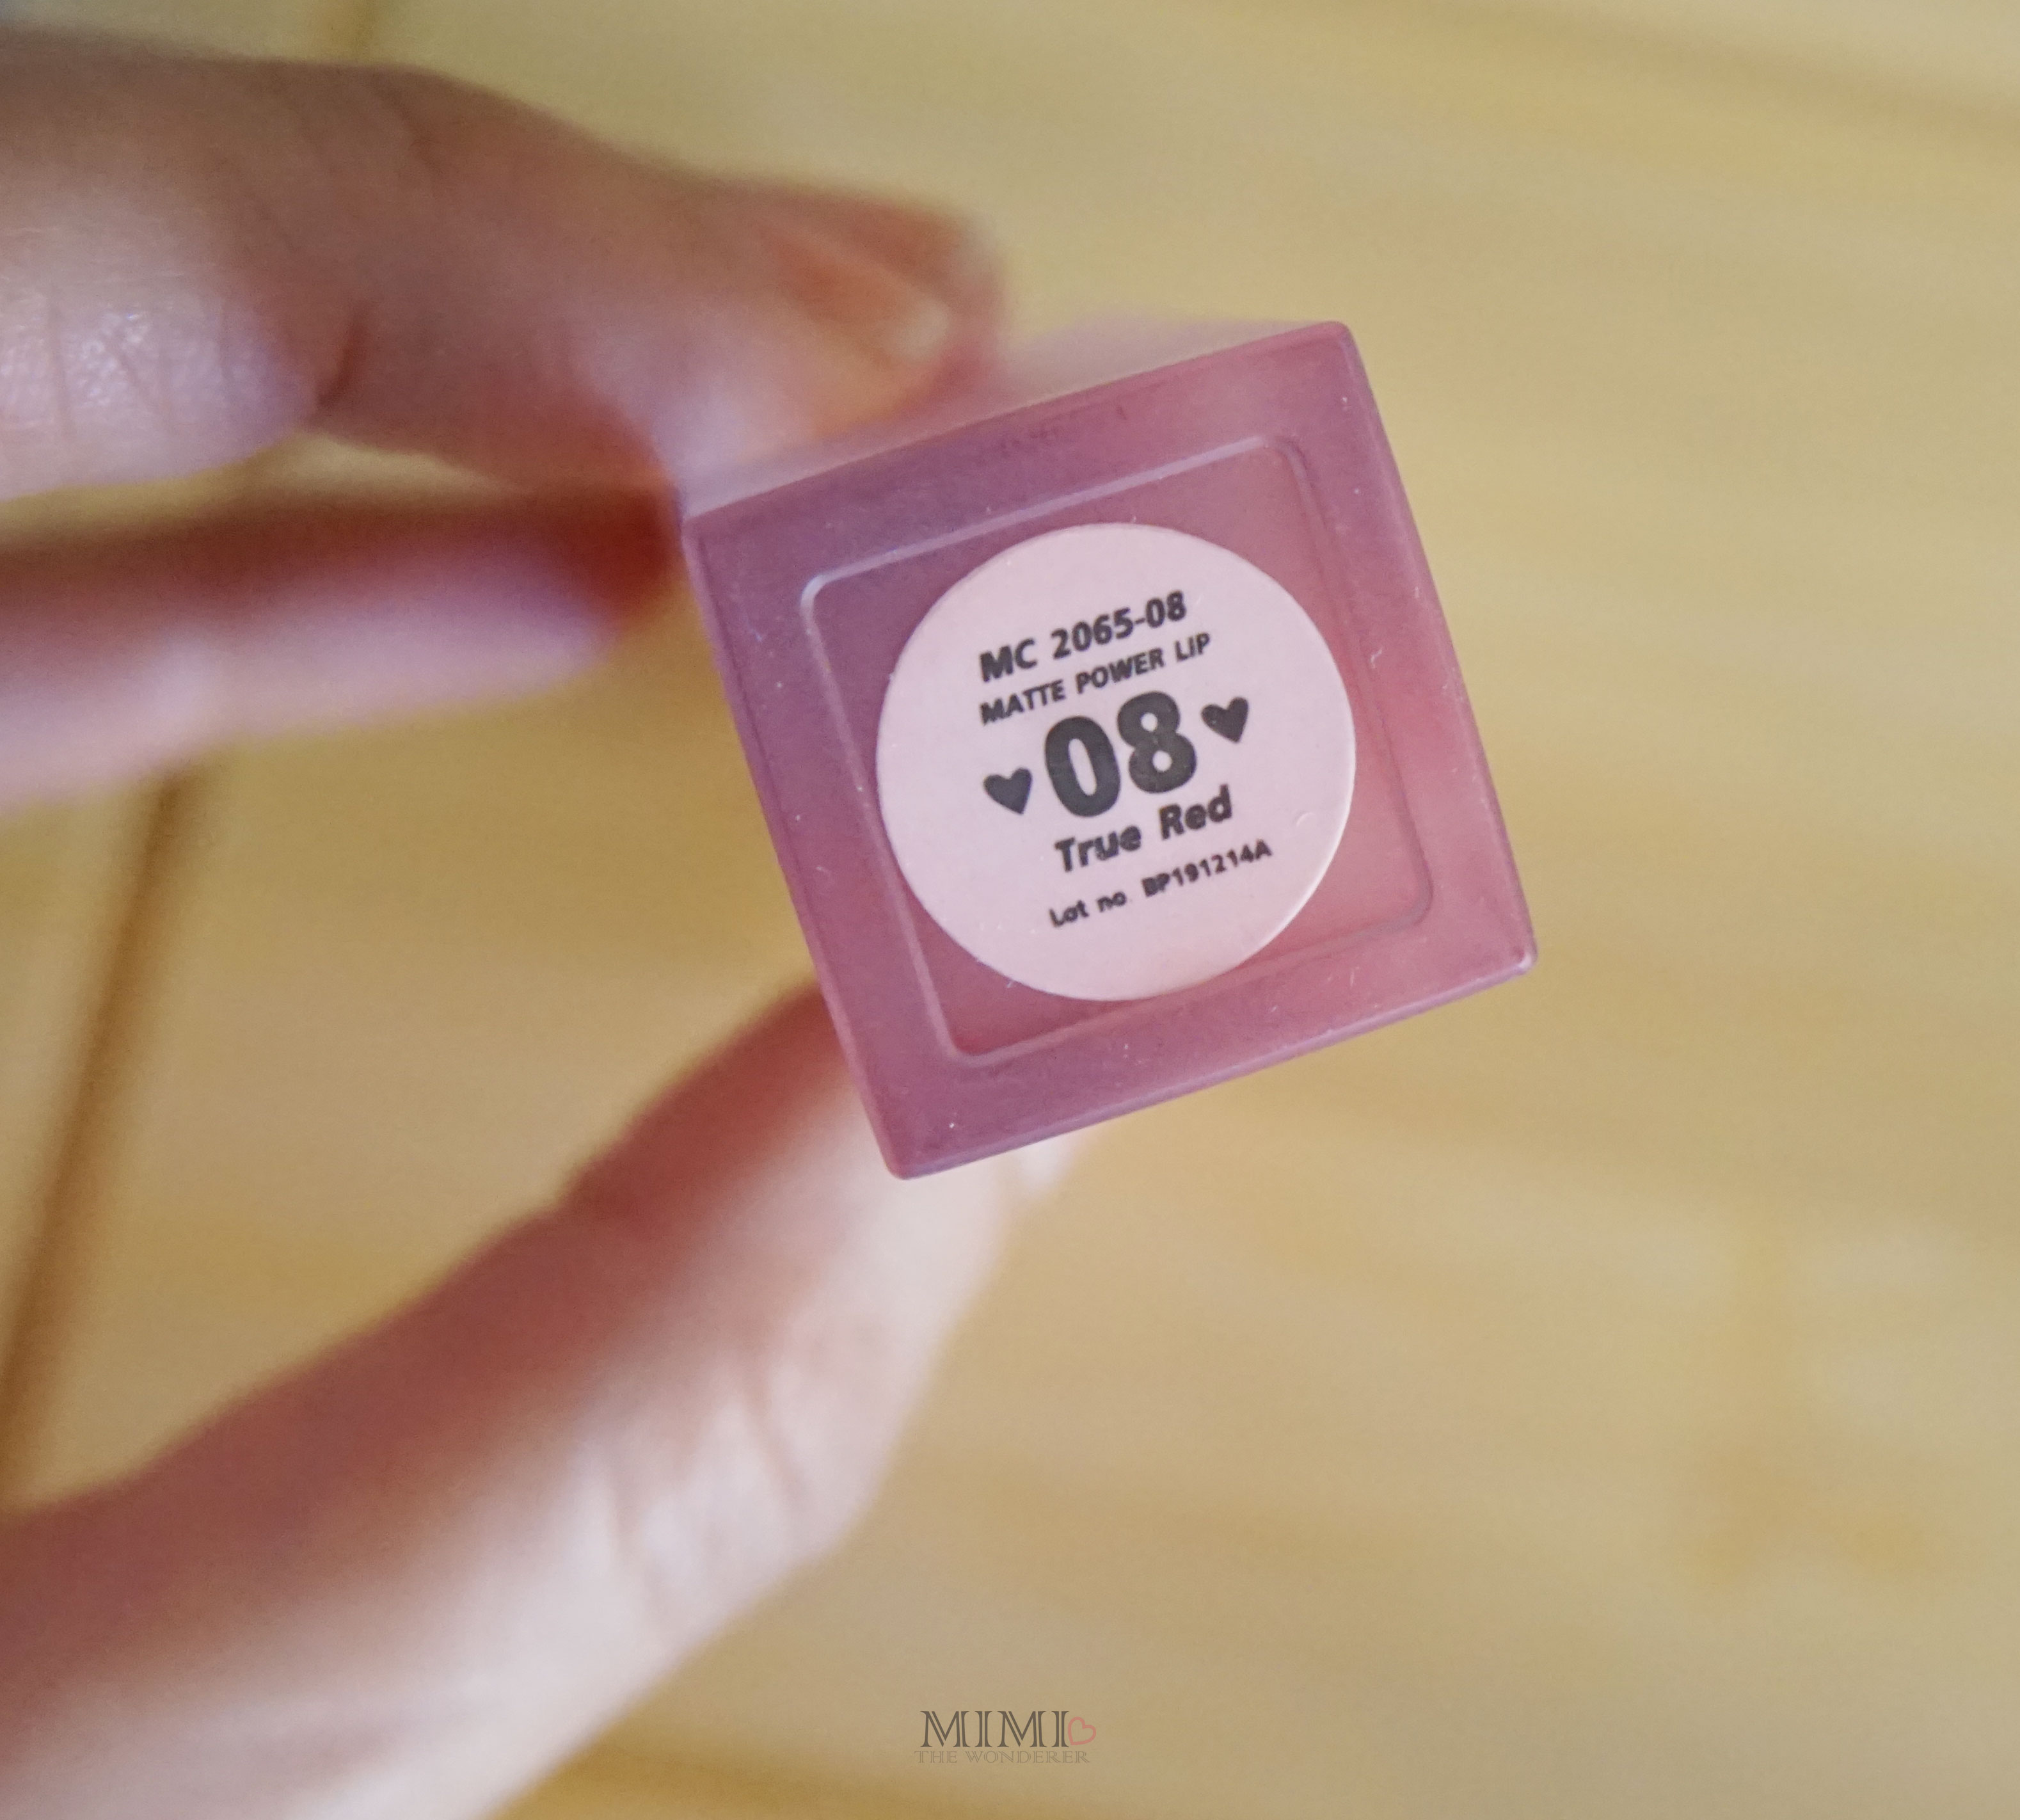 MC 2065-08
MATTE POWER LIP
08
True Red
Lot no. BP191214A
MIMI
THE WONDERER